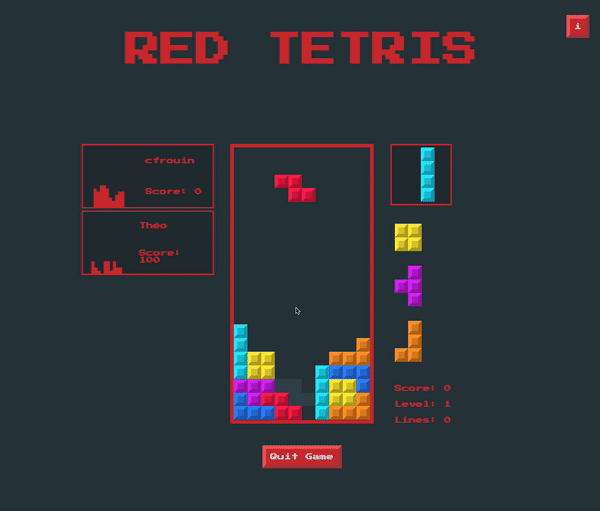 RED TETRIS
i
cfrouin
Score: 0
Théo
Score:
100
Score: 0
Level: 1
Lines: 0
Quit Game